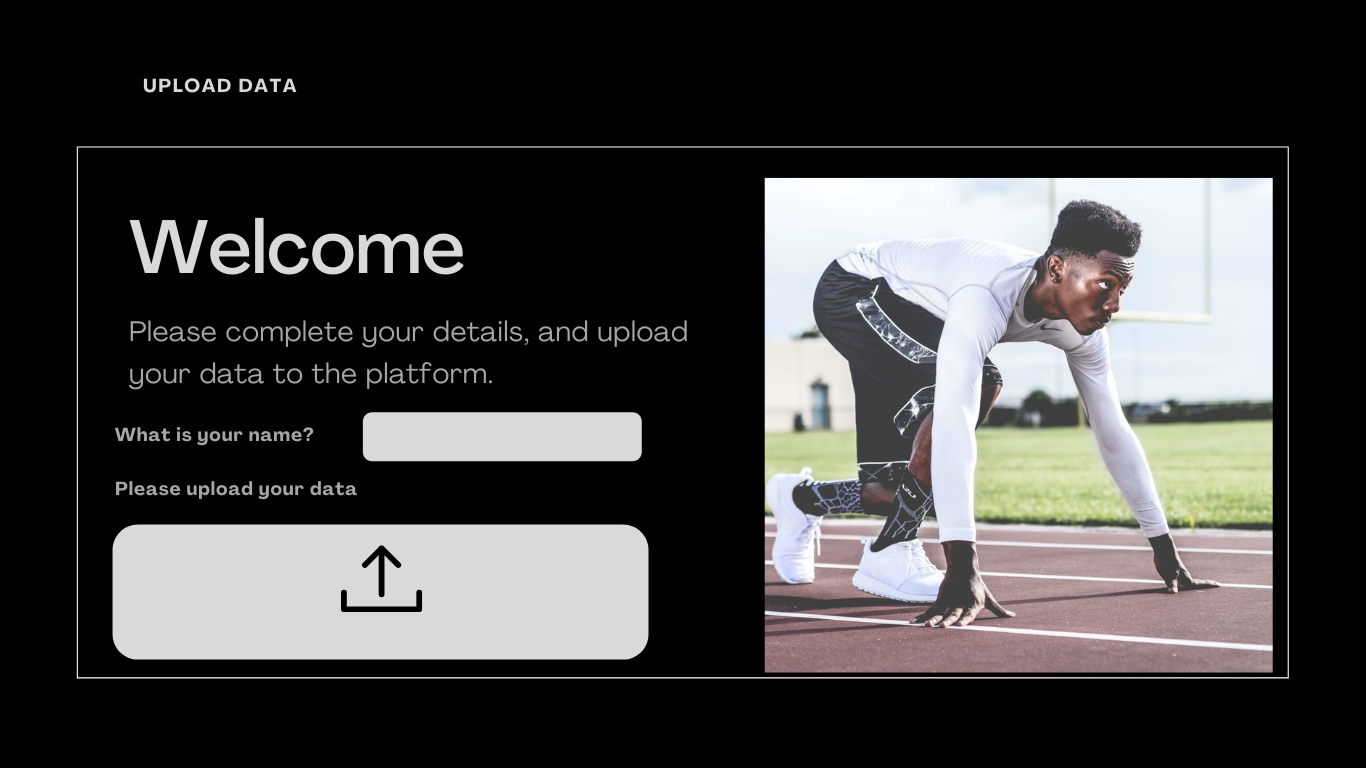 UPLOAD DATA
Welcome
Please complete your details, and upload
your data to the platform.
What is your name?
Please upload your data